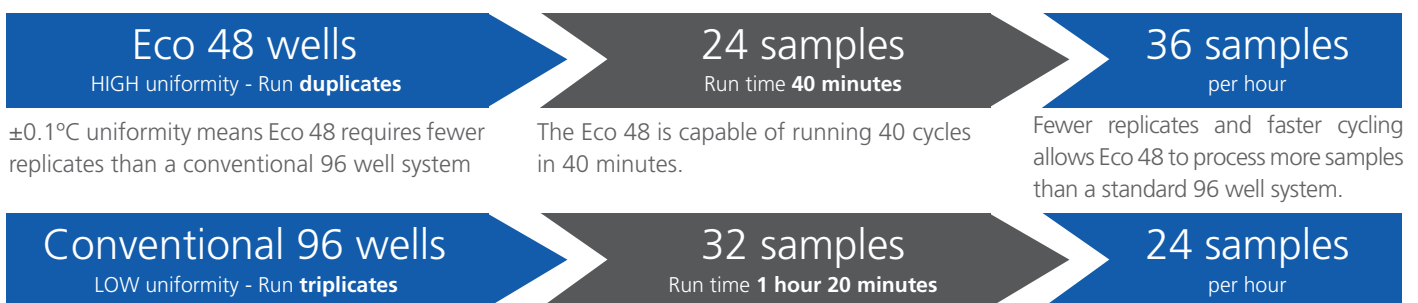 Eco 48 wells
HIGH uniformity - Run duplicates
24 samples
Run time 40 minutes
36 samples
per hour
±0.1ºC uniformity means Eco 48 requires fewer
replicates than a conventional 96 well system
The Eco 48 is capable of running 40 cycles
in 40 minutes.
Fewer replicates and faster cycling
allows Eco 48 to process more samples
than a standard 96 well system.
Conventional 96 wells
LOW uniformity - Run triplicates
32 samples
Run time 1 hour 20 minutes
24 samples
per hour